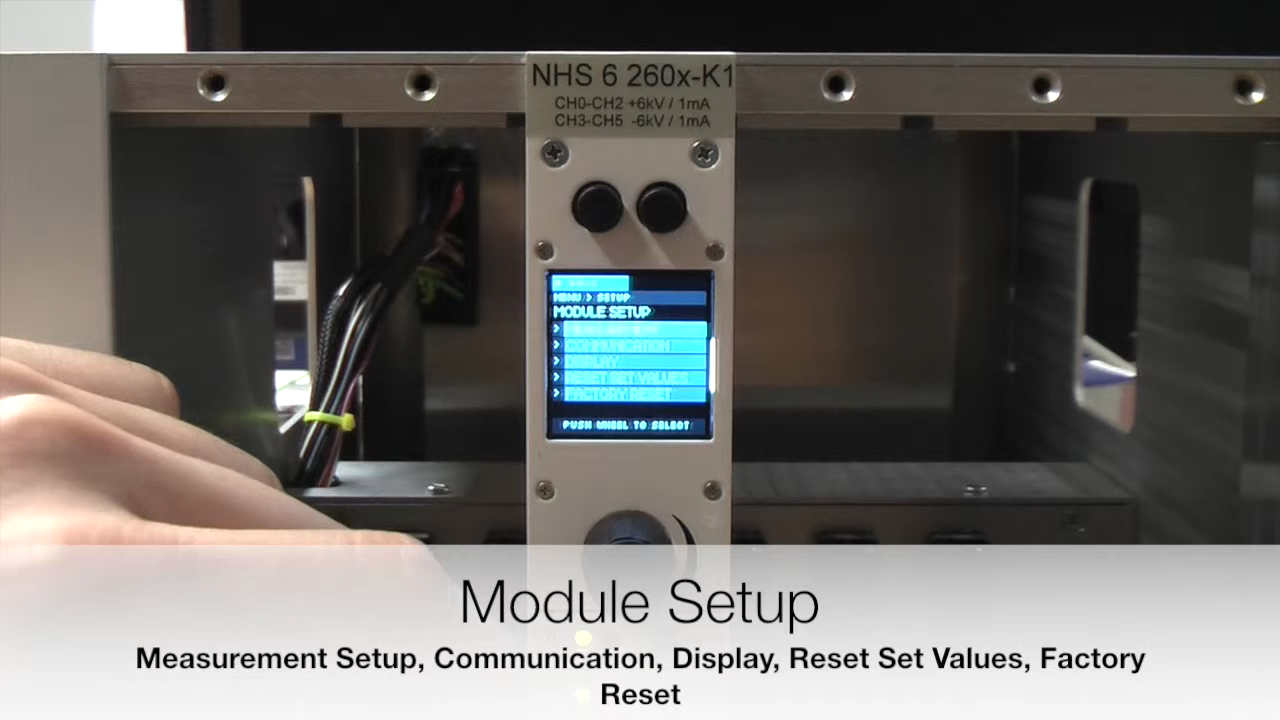 NHS 6 260x-K1
CH0-CH2 +6kV / 1mA
CH3-CH5 -6kV / 1mA
MENU > SETUP
MODULE SETUP
>
> COMMUNICATION
> DISPLAY
> RESET SET VALUES
> FACTORY RESET
PUSH WHEEL TO SELECT
Module Setup
Measurement Setup, Communication, Display, Reset Set Values, Factory
Reset